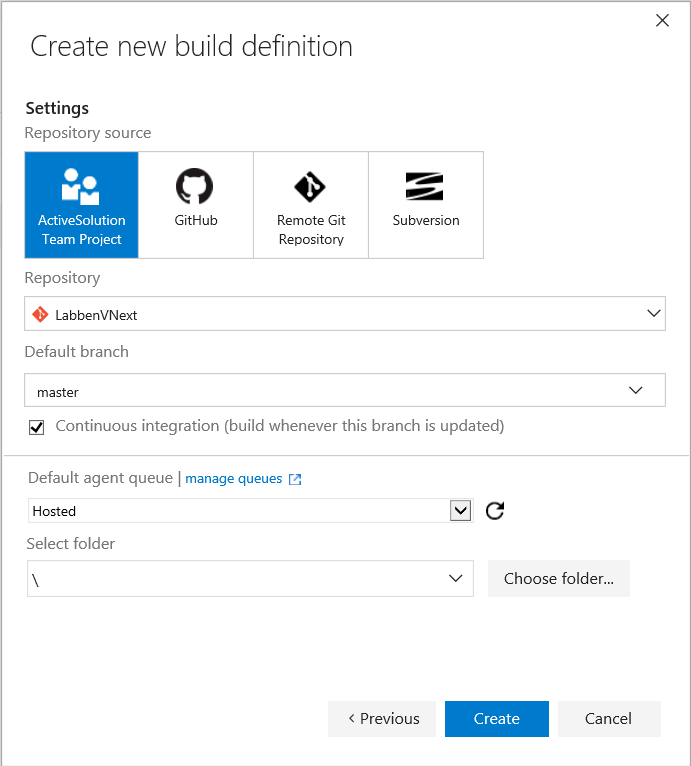 Create new build definition
Settings
Repository source
ActiveSolution
Team Project
GitHub
Remote Git
Repository
Subversion
Repository
LabbenVNext
Default branch
master
Continuous integration (build whenever this branch is updated)
Default agent queue | manage queues
Hosted
Select folder
\
Choose folder...
< Previous
Create
Cancel